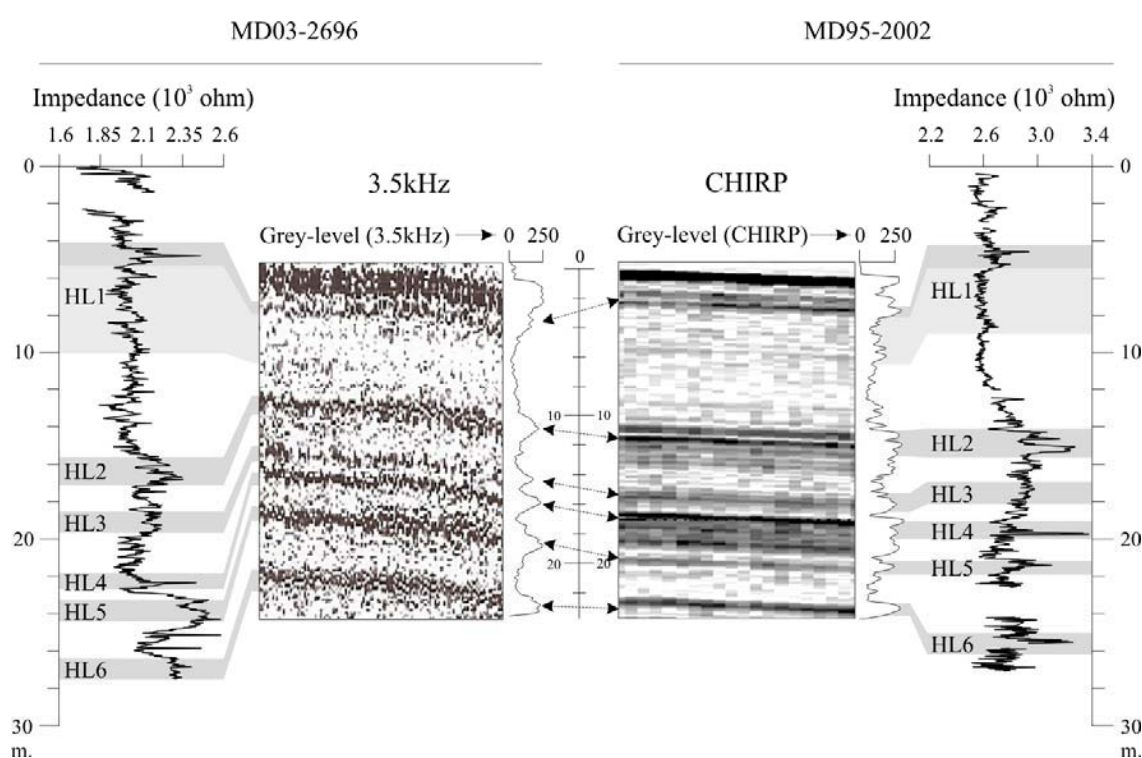 MD03-2696
MD95-2002
Impedance (10³ ohm)
Impedance (10³ ohm)
1.6 1.85 2.1 2.35 2.6
2.2 2.6 3.0 3.4
3.5kHz
CHIRP
Grey-level (3.5kHz) 0 250
Grey-level (CHIRP) 0 250
0
0
0
HL1
HL1
10
10
10
10
HL2
HL2
HL3
HL3
HL4
HL4
20
20
20
20
HL5
HL5
HL6
HL6
30
30
m.
m.